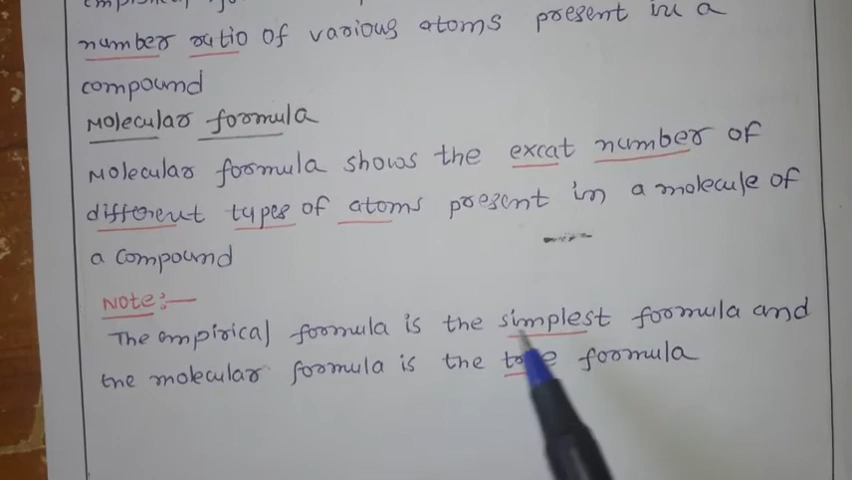 number ratio of various atoms present in a
compound
Molecular formula
Molecular formula shows the excat number of
different types of atoms present in a molecule of
a compound
Note:—
The empirical formula is the simplest formula and
the molecular formula is the true formula